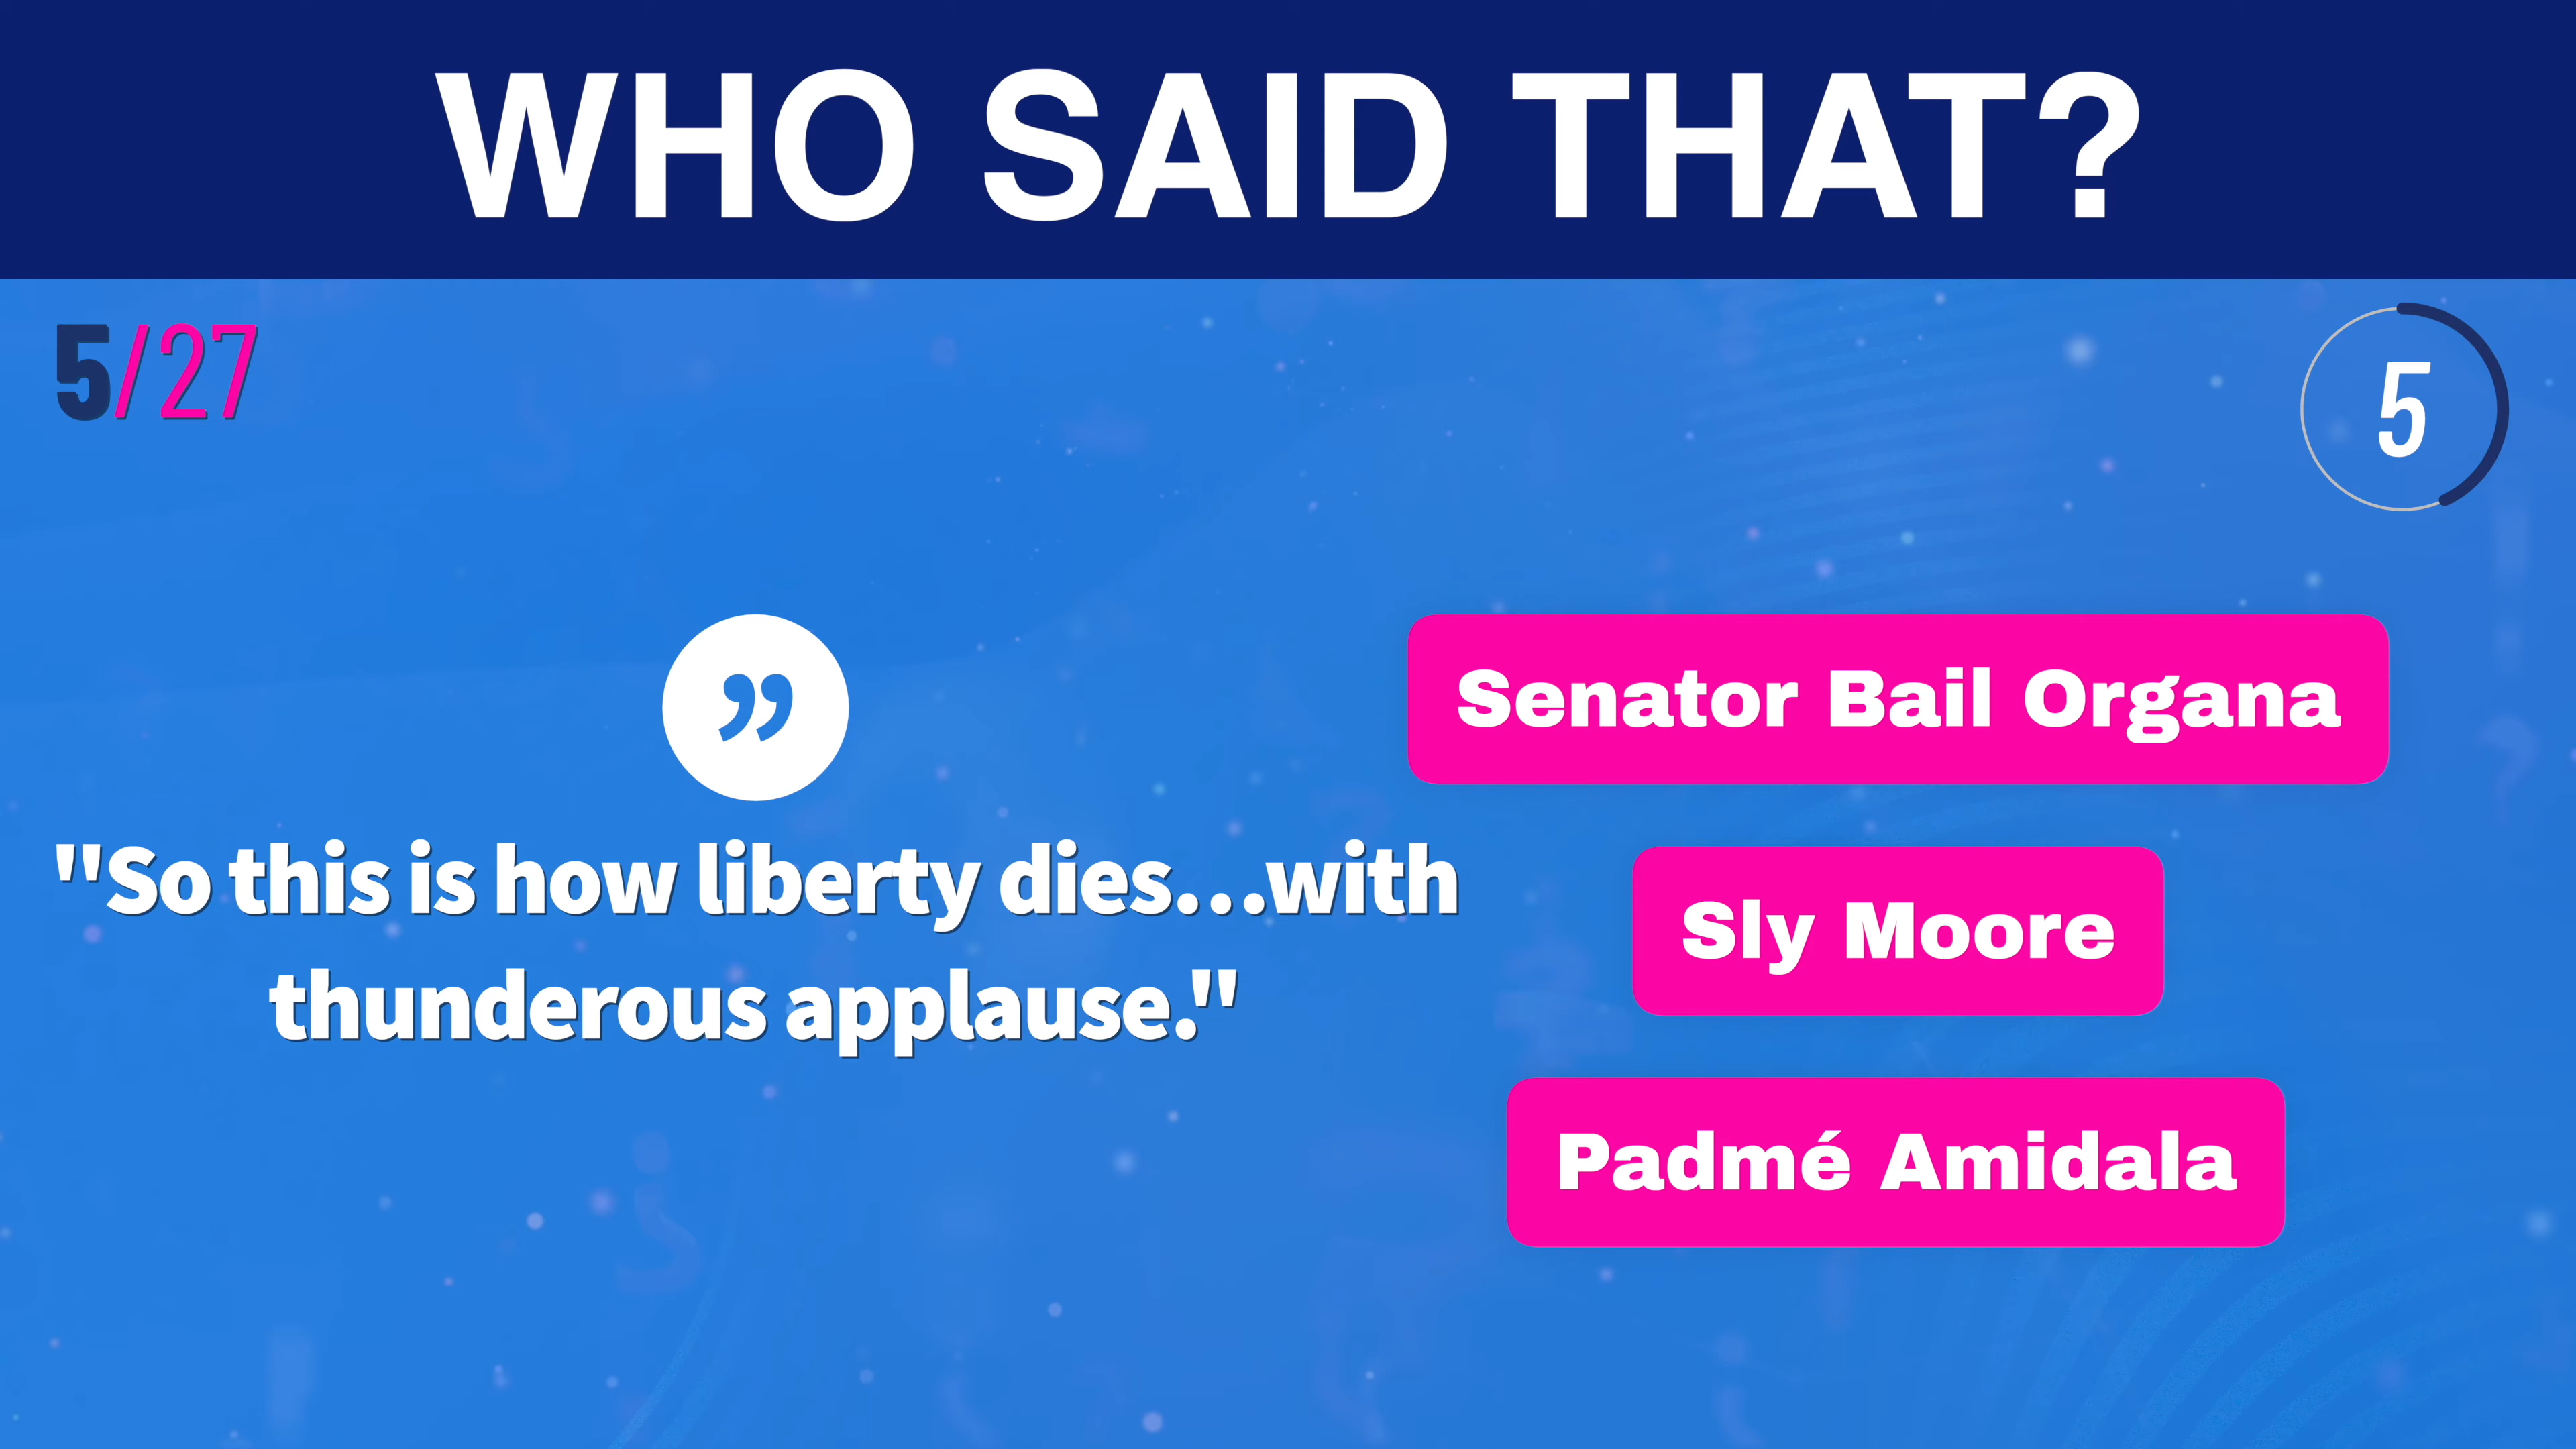 WHO SAID THAT?
5/27
5
”
"So this is how liberty dies...with
thunderous applause."
Senator Bail Organa
Sly Moore
Padmé Amidala